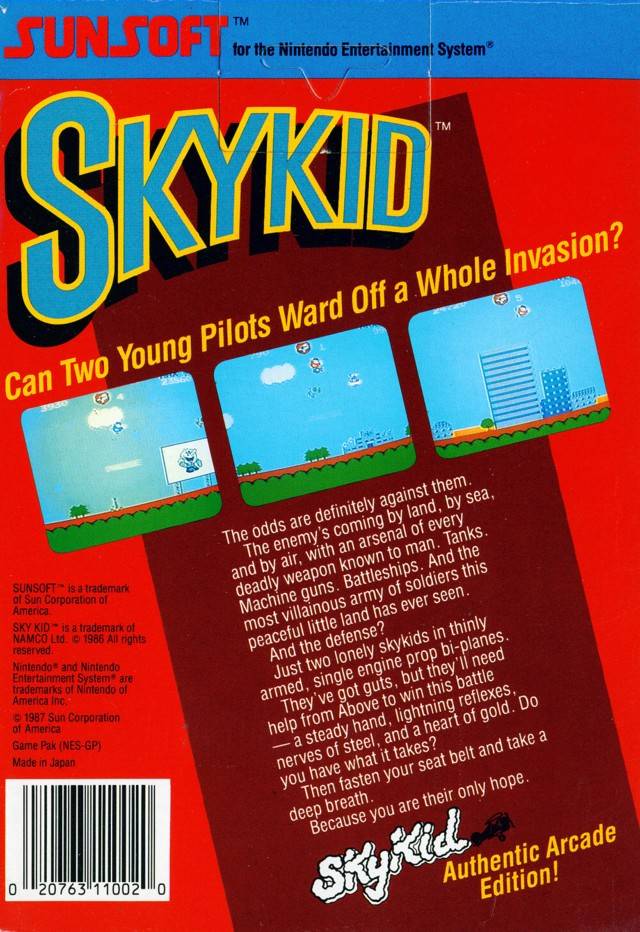 SUNSOFT™
for the Nintendo Entertainment System®
SKYKID™
Can Two Young Pilots Ward Off a Whole Invasion?
3930
4
23860
5
The odds are definitely against them.
The enemy's coming by land, by sea,
and by air, with an arsenal of every
deadly weapon known to man. Tanks.
Machine guns. Battleships. And the
most villainous army of soldiers this
peaceful little land has ever seen.
And the defense?
Just two lonely skykids in thinly
armed, single engine prop bi-planes.
They've got guts, but they'll need
help from Above to win this battle
— a steady hand, lightning reflexes,
nerves of steel, and a heart of gold. Do
you have what it takes?
Then fasten your seat belt and take a
deep breath.
Because you are their only hope.
SUNSOFT™ is a trademark
of Sun Corporation of
America.
SKY KID™ is a trademark of
NAMCO Ltd. © 1986 All rights
reserved.
Nintendo® and Nintendo
Entertainment System® are
trademarks of Nintendo of
America Inc.
© 1987 Sun Corporation
of America
Game Pak (NES-GP)
Made in Japan
0 20763 11002 0
Sky Kid
Authentic Arcade
Edition!